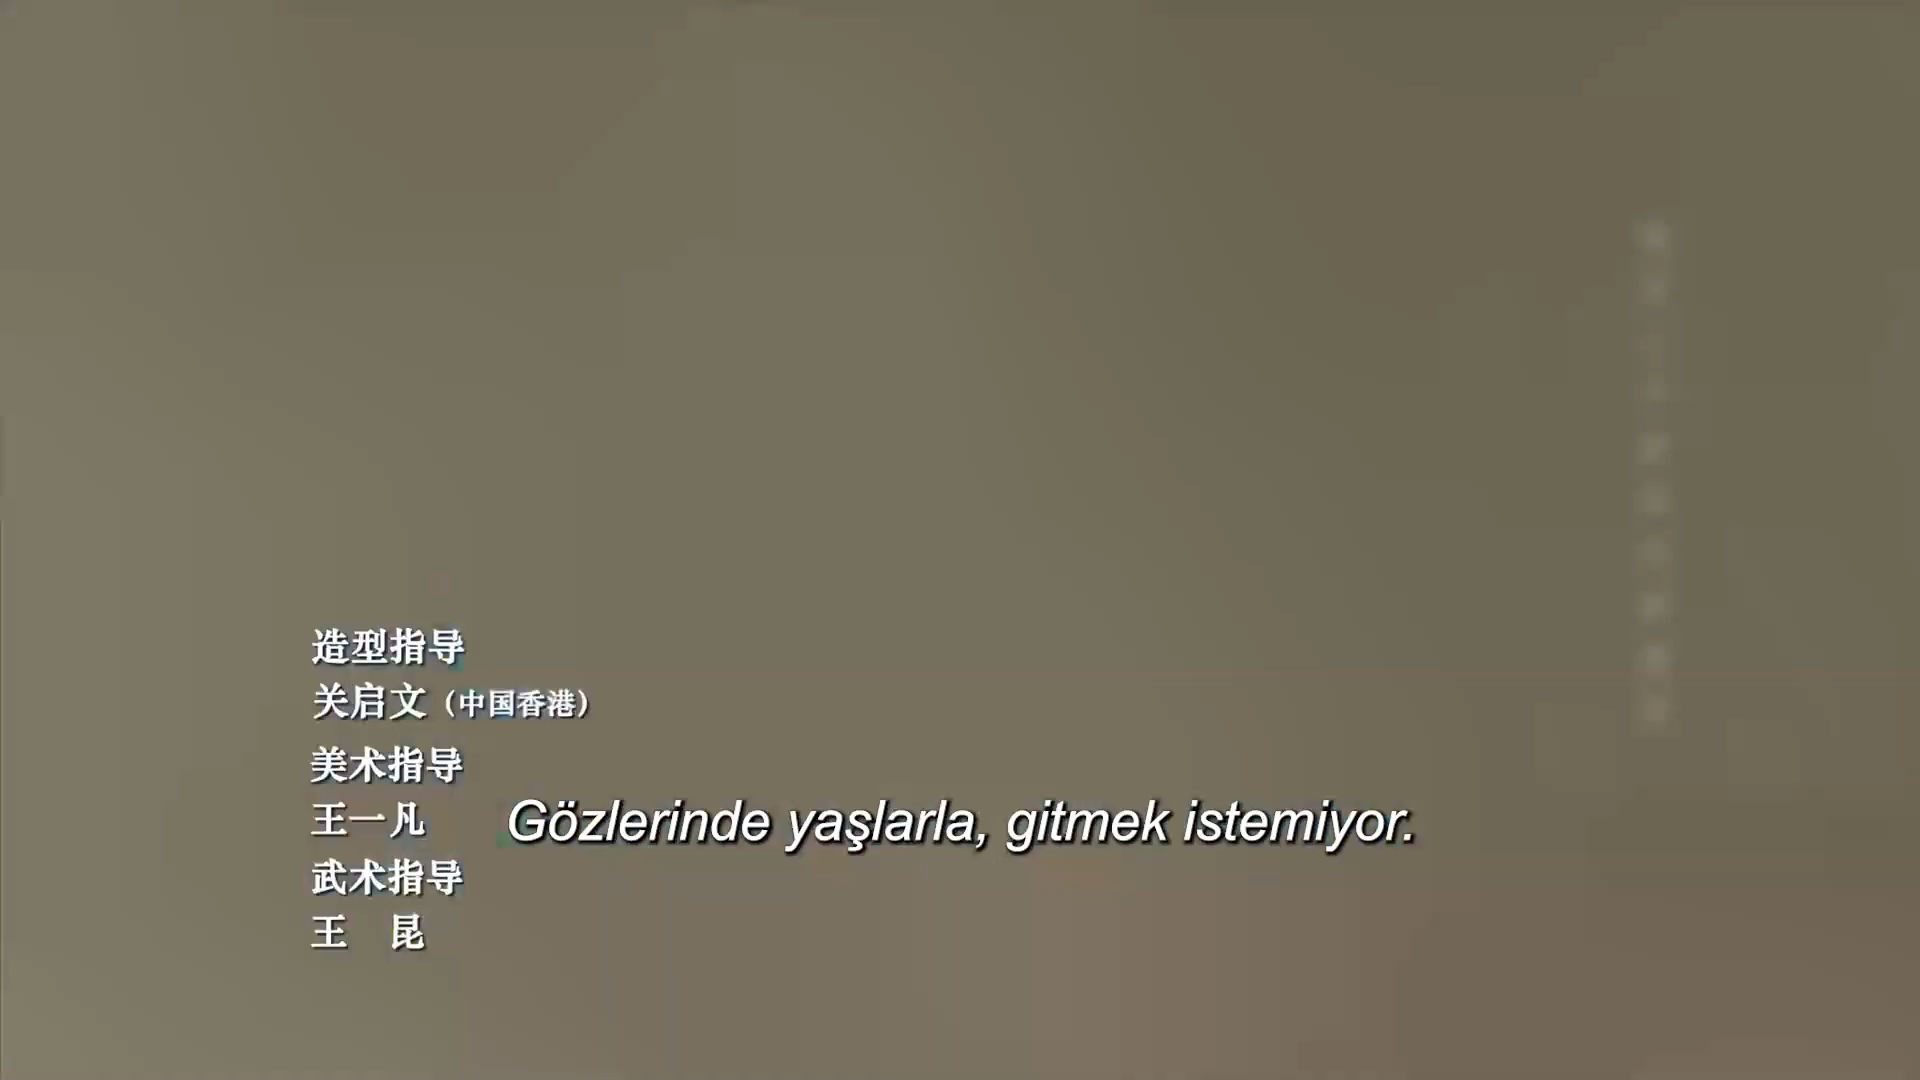 造型指导
关启文（中国香港）
美术指导
王一凡
Gözlerinde yaşlarla, gitmek istemiyor.
武术指导
王　昆